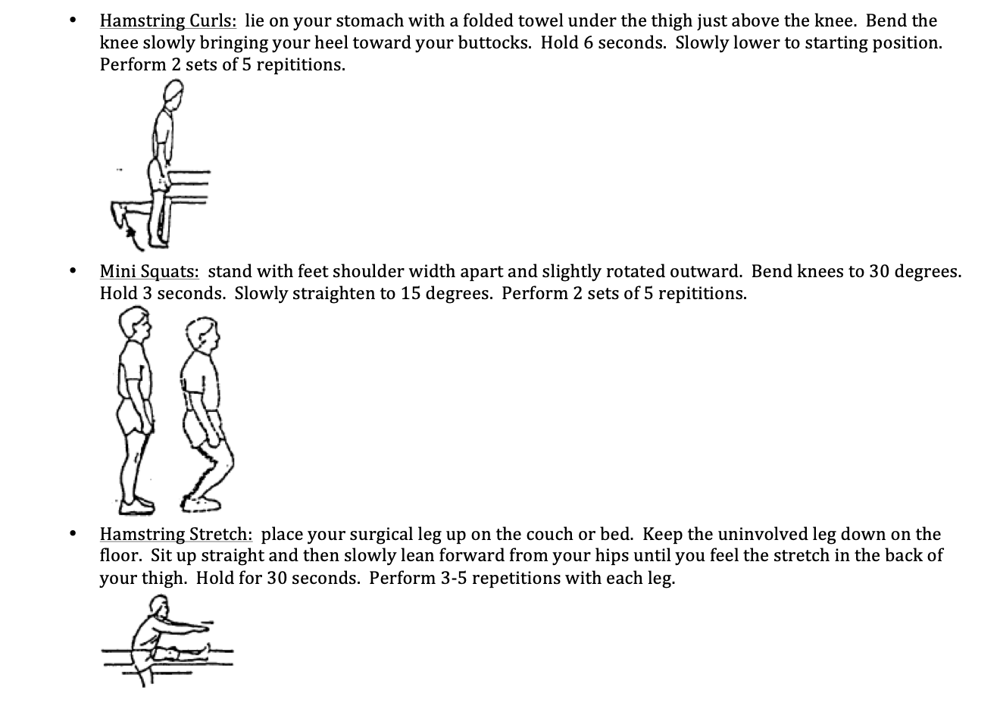 • Hamstring Curls:  lie on your stomach with a folded towel under the thigh just above the knee.  Bend the
knee slowly bringing your heel toward your buttocks.  Hold 6 seconds.  Slowly lower to starting position.
Perform 2 sets of 5 repititions.
• Mini Squats:  stand with feet shoulder width apart and slightly rotated outward.  Bend knees to 30 degrees.
Hold 3 seconds.  Slowly straighten to 15 degrees.  Perform 2 sets of 5 repititions.
• Hamstring Stretch:  place your surgical leg up on the couch or bed.  Keep the uninvolved leg down on the
floor.  Sit up straight and then slowly lean forward from your hips until you feel the stretch in the back of
your thigh.  Hold for 30 seconds.  Perform 3-5 repetitions with each leg.